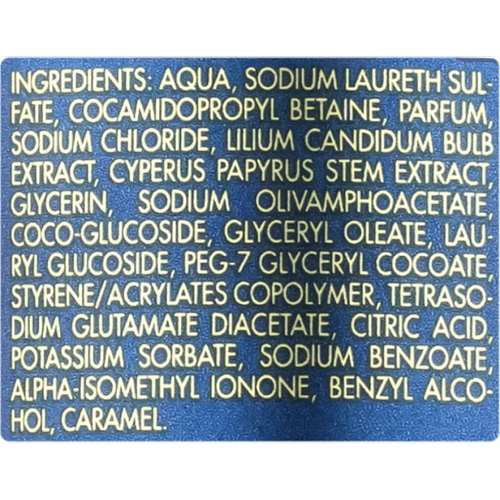 INGREDIENTS: AQUA, SODIUM LAURETH SUL-
FATE, COCAMIDOPROPYL BETAINE, PARFUM,
SODIUM CHLORIDE, LILIUM CANDIDUM BULB
EXTRACT, CYPERUS PAPYRUS STEM EXTRACT,
GLYCERIN, SODIUM OLIVAMPHOACETATE,
COCO-GLUCOSIDE, GLYCERYL OLEATE, LAU
RYL GLUCOSIDE, PEG-7 GLYCERYL COCOATE,
STYRENE/ACRYLATES COPOLYMER, TETRASO-
DIUM GLUTAMATE DIACETATE, CITRIC ACID,
POTASSIUM SORBATE, SODIUM BENZOATE,
ALPHA-ISOMETHYL IONONE, BENZYL ALCO-
HOL, CARAMEL.